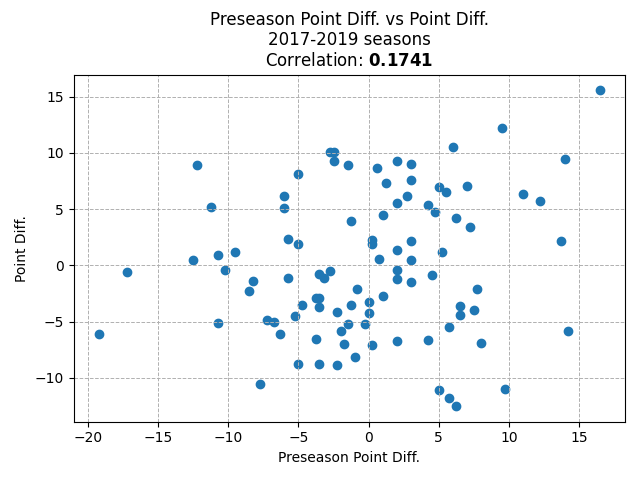 Preseason Point Diff. vs Point Diff.
2017-2019 seasons
Correlation: 0.1741
Point Diff.
15
10
5
0
−5
−10
−20
−15
−10
−5
0
5
10
15
Preseason Point Diff.